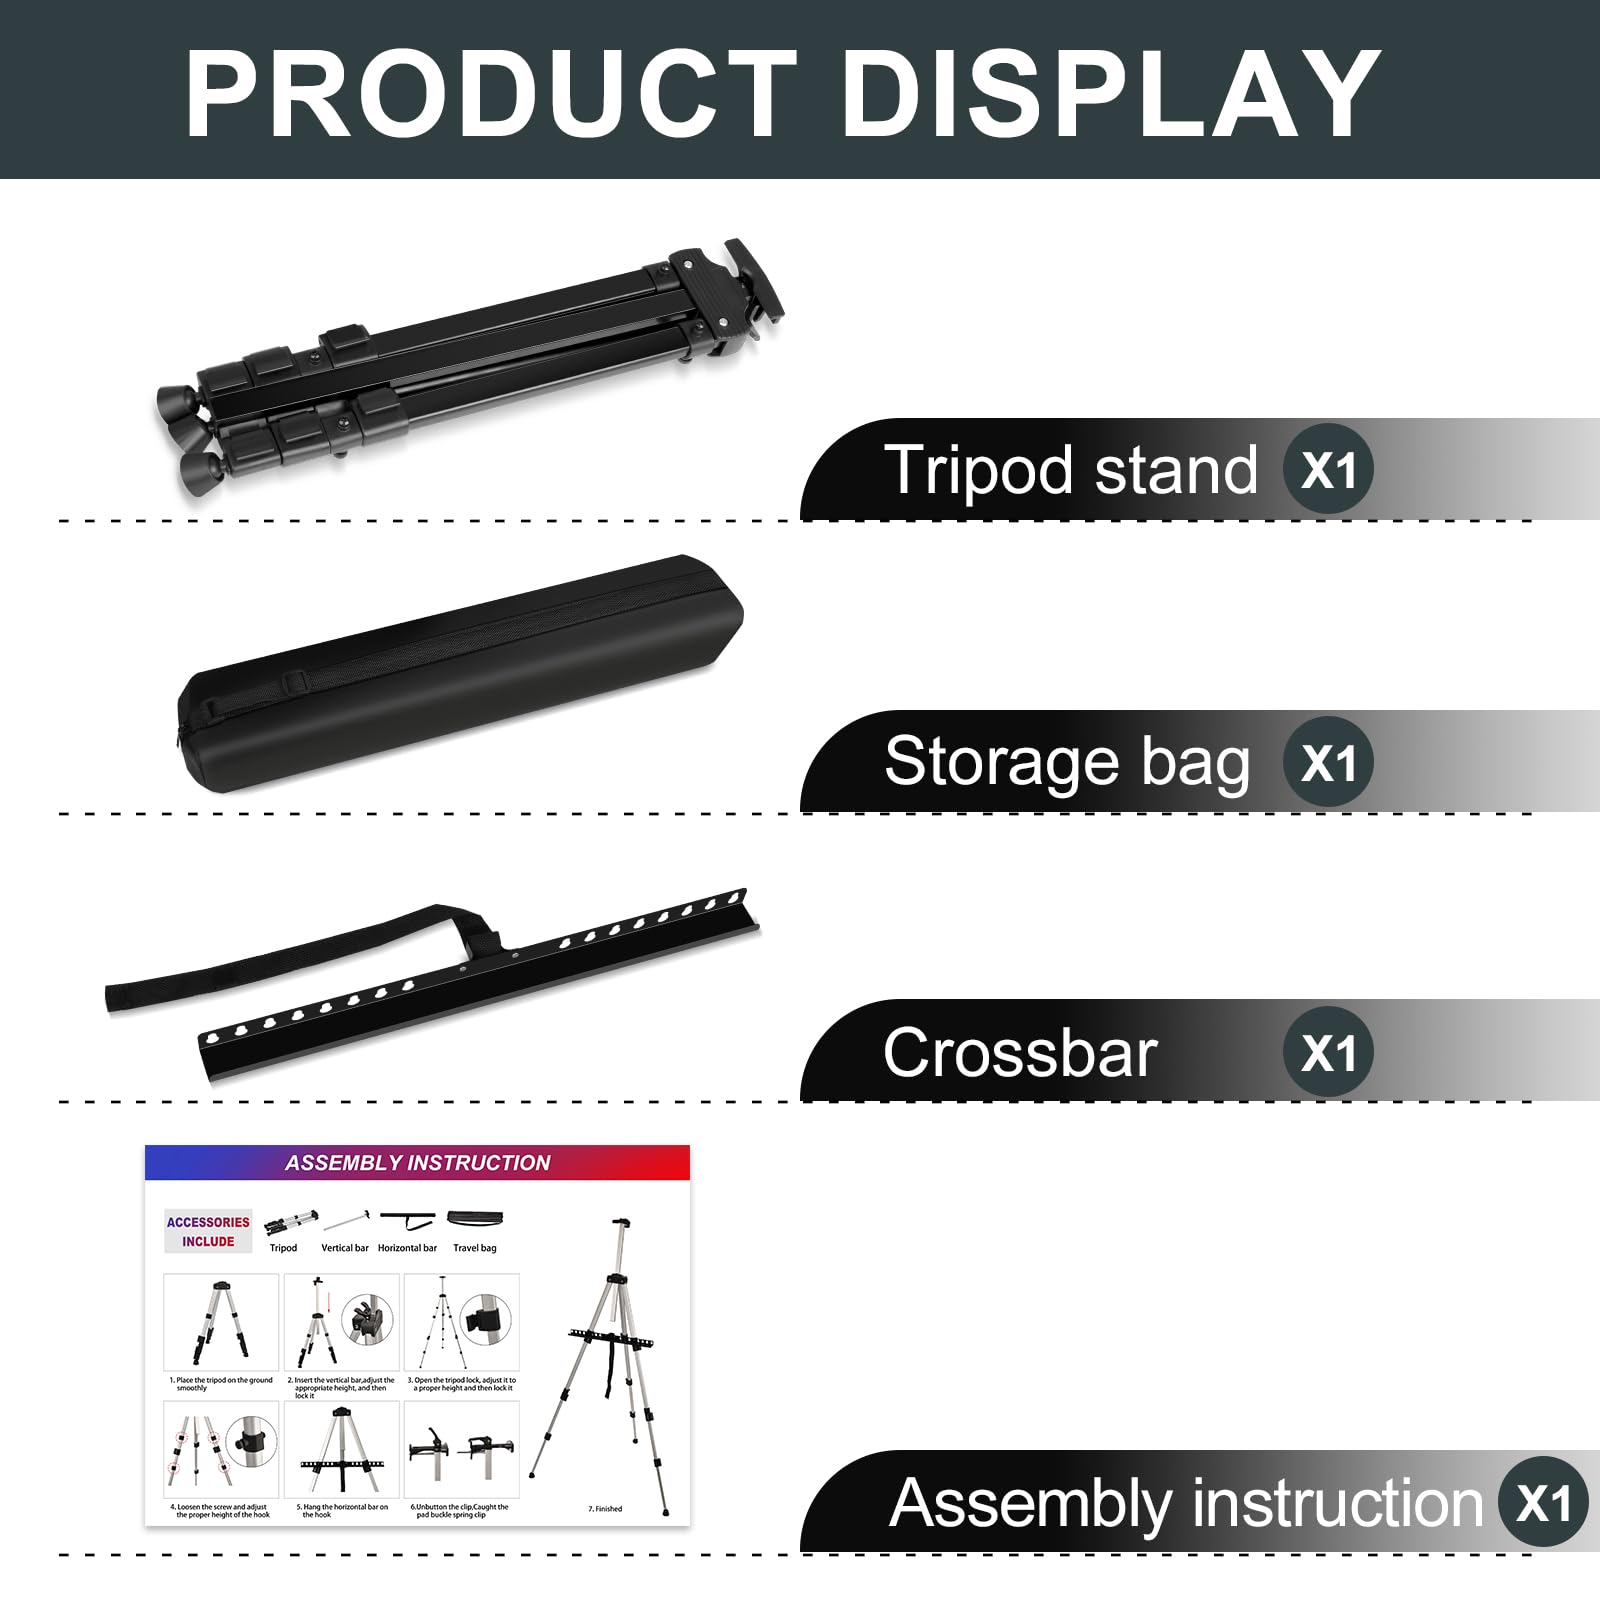 PRODUCT DISPLAY
Tripod stand X1
Storage bag X1
Crossbar X1
ASSEMBLY INSTRUCTION
ACCESSORIES
INCLUDE
Tripod
Vertical bar
Horizontal bar
Travel bag
1. Place the tripod on the ground
smoothly
2. Insert the vertical bar,adjust the
appropriate height, and then
lock it
3. Open the tripod lock, adjust it to
a proper height and then lock it
4. Loosen the screw and adjust
the proper height of the hook
5. Hang the horizontal bar on
the hook
6.Unbutton the clip,Caught the
pad buckle spring clip
7. Finished
Assembly instruction X1